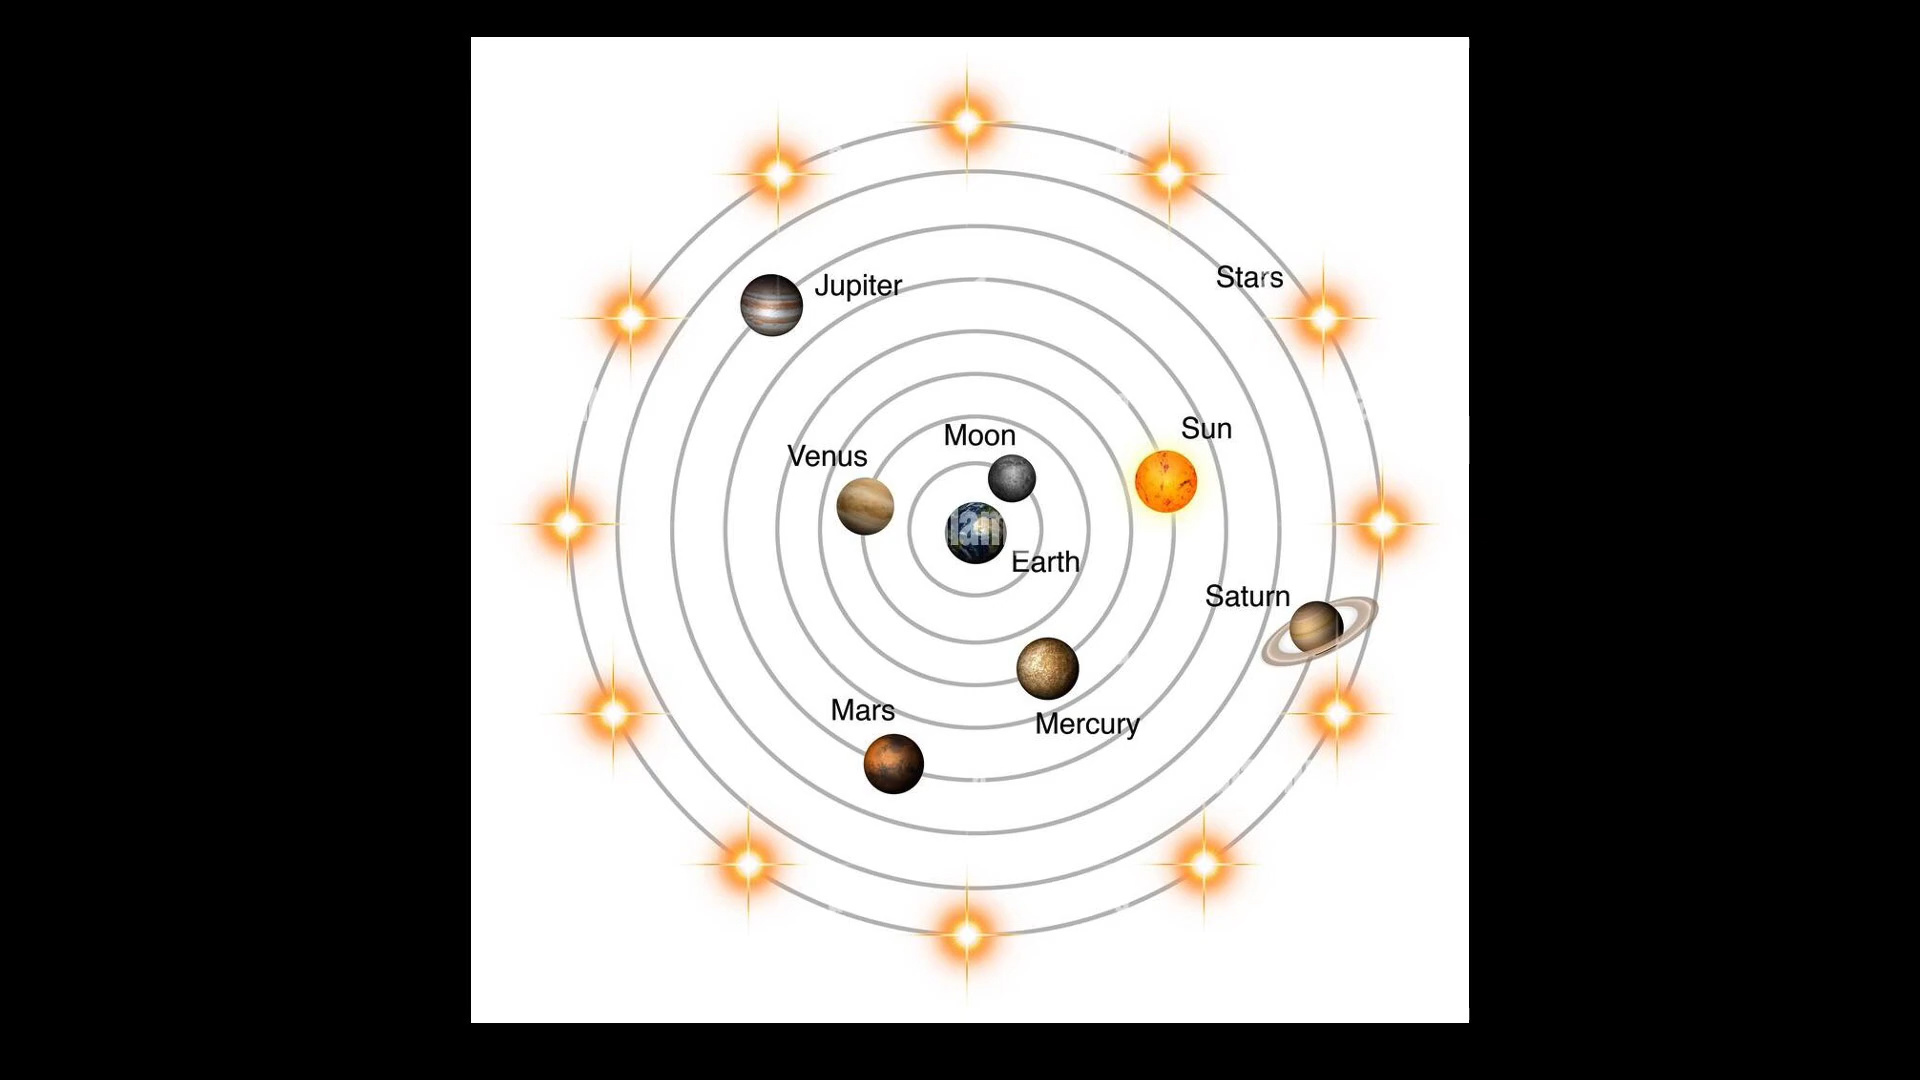 Jupiter
Stars
Sun
Moon
Venus
Earth
Saturn
Mars
Mercury